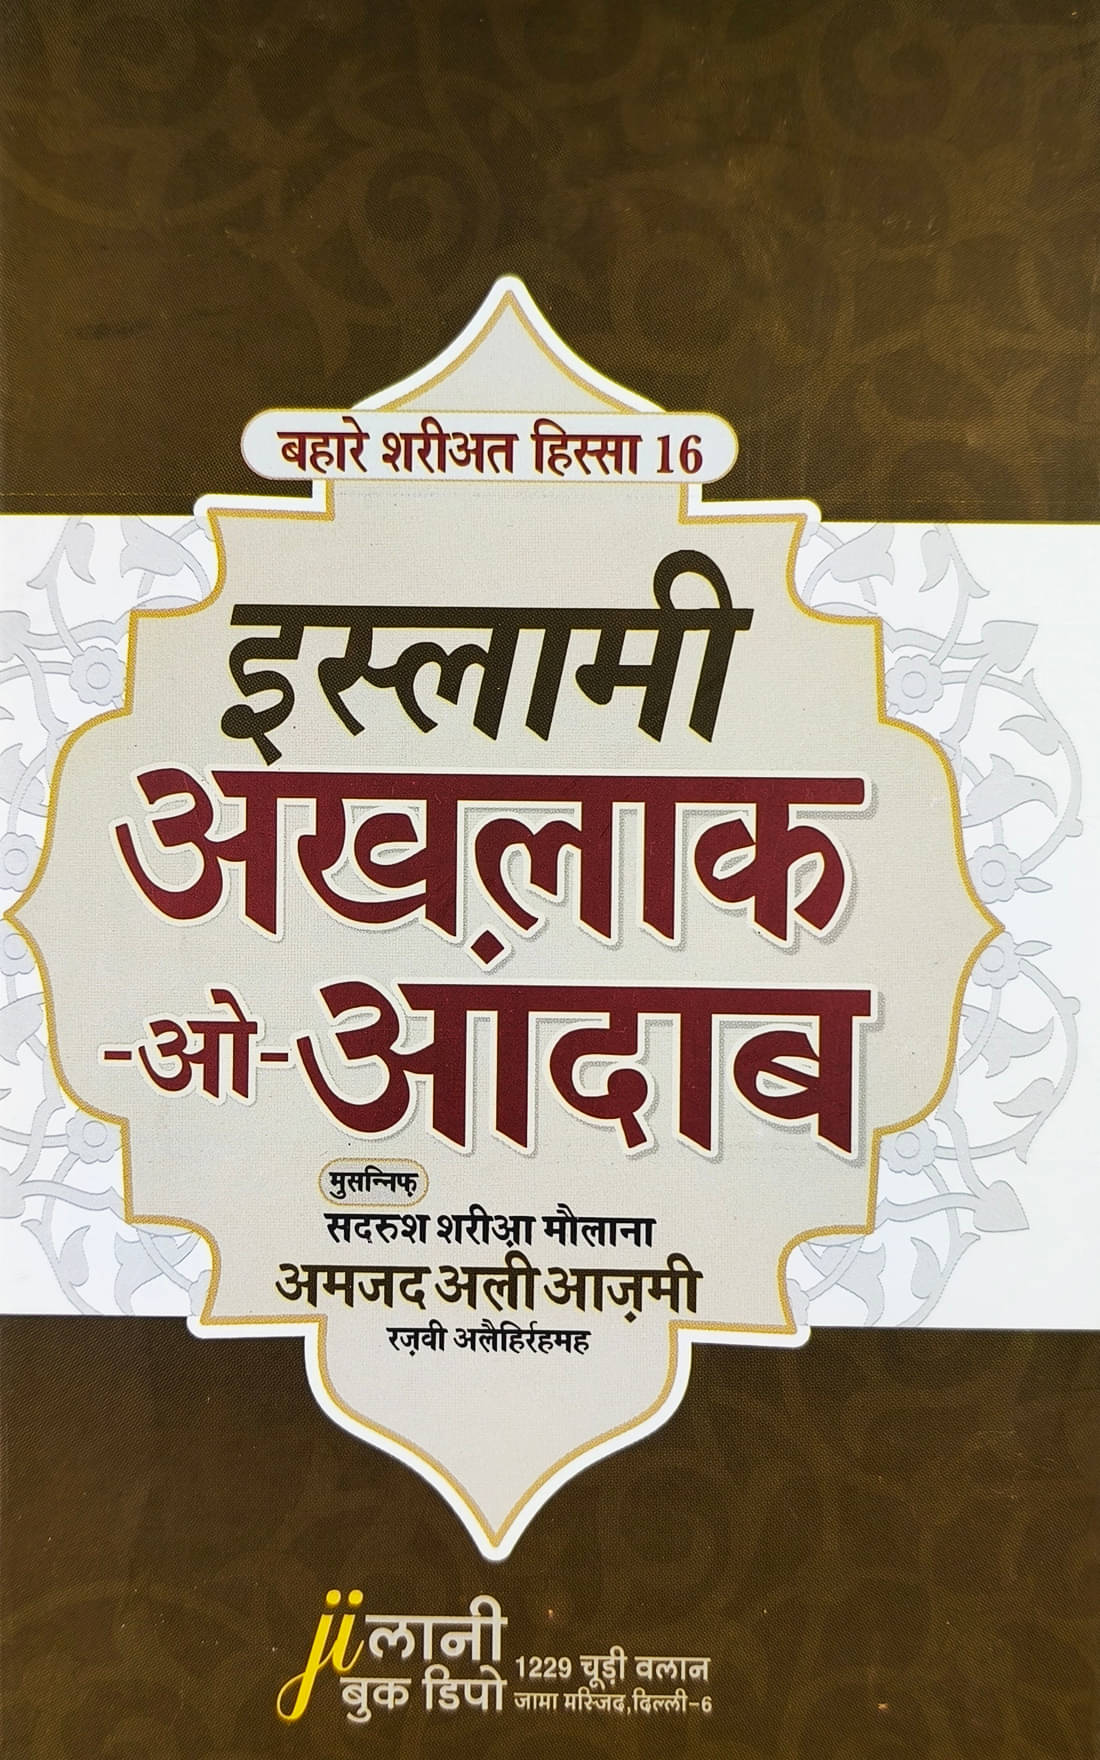 बहारे शरीअत हिस्सा 16
इस्लामी
अख़लाक
-ओ-आदाब
मुसन्निफ़
सदरुश शरीआ़ मौलाना
अमजद अली आज़मी
रज़वी अलैहिर्रहमह
jiलानी
बुक डिपो
1229 चूड़ी वलान
जामा मस्जिद,दिल्ली-6